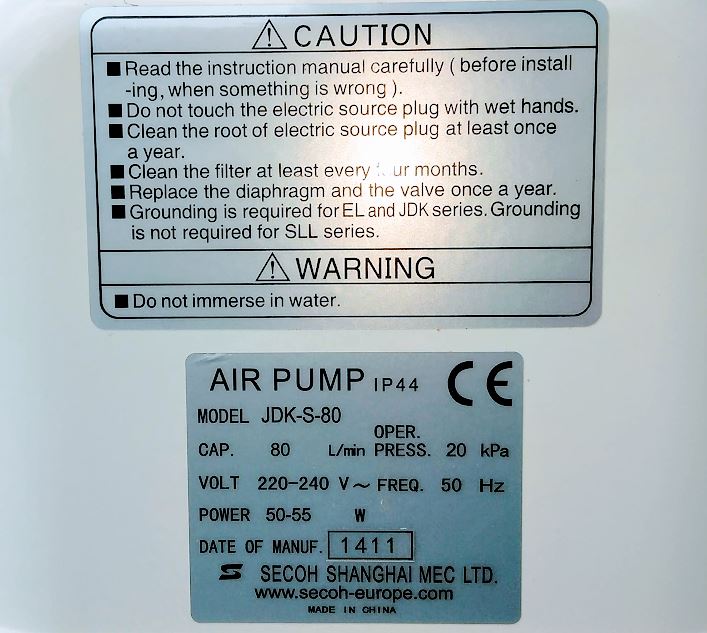 CAUTION
■ Read the instruction manual carefully ( before install
-ing, when something is wrong ).
■ Do not touch the electric source plug with wet hands.
■ Clean the root of electric source plug at least once
a year.
■ Clean the filter at least every months.
■ Replace the diaphragm and the valve once a year.
■ Grounding is required for EL and JDK series. Grounding
is not required for SLL series.
WARNING
■ Do not immerse in water.
AIR PUMP IP44 CE
MODEL JDK-S-80
CAP. 80 L/min OPER. PRESS. 20 kPa
VOLT 220-240 V ~ FREQ. 50 Hz
POWER 50-55 W
DATE OF MANUF. 1411
SECOH SHANGHAI MEC LTD.
www.secoh-europe.com
MADE IN CHINA